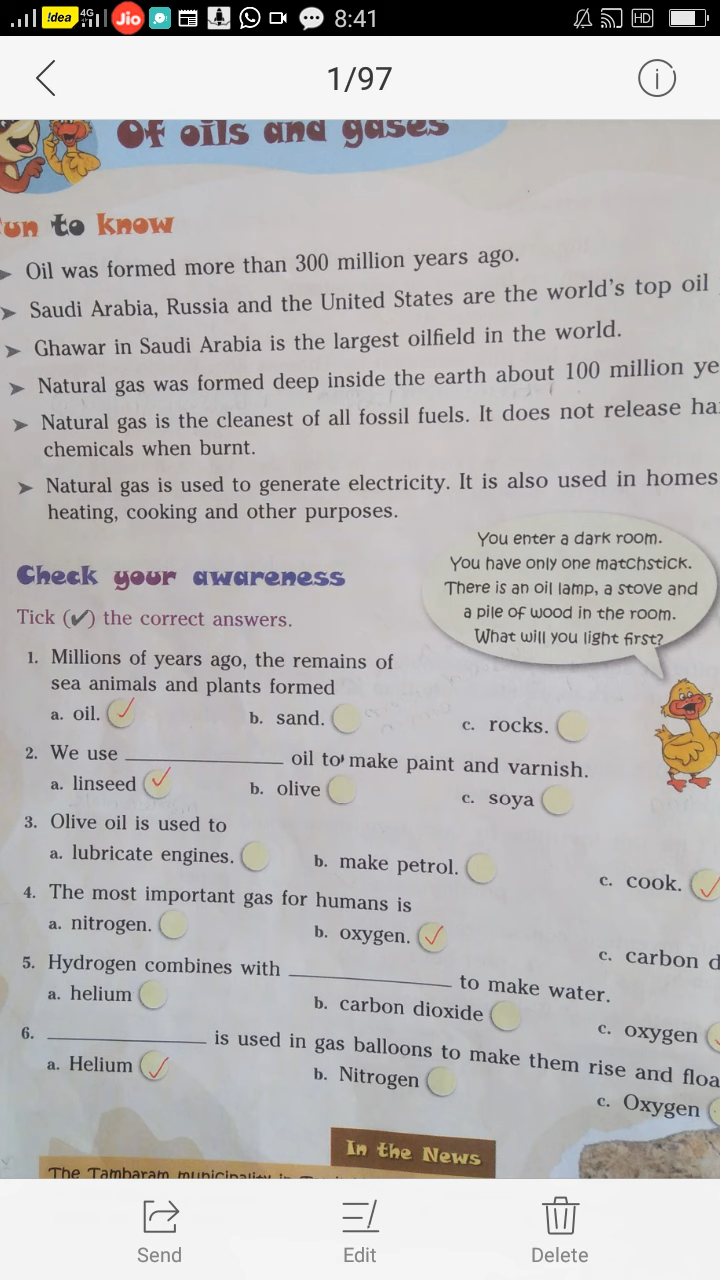 !dea 4G Jio HD 8:41
1/97
Of oils and gases
to know
Oil was formed more than 300 million years ago.
Saudi Arabia, Russia and the United States are the world's top oil
Ghawar in Saudi Arabia is the largest oilfield in the world.
Natural gas was formed deep inside the earth about 100 million ye
Natural gas is the cleanest of all fossil fuels. It does not release ha
chemicals when burnt.
Natural gas is used to generate electricity. It is also used in homes
heating, cooking and other purposes.
You enter a dark room.
You have only one matchstick.
There is an oil lamp, a stove and
a pile of wood in the room.
What will you light first?
Check your awareness
Tick (✔) the correct answers.
1. Millions of years ago, the remains of
sea animals and plants formed
a. oil. ✓ b. sand. c. rocks.
2. We use ____________ oil to make paint and varnish.
a. linseed ✓ b. olive c. soya
3. Olive oil is used to
a. lubricate engines. b. make petrol. c. cook. ✓
4. The most important gas for humans is
a. nitrogen. b. oxygen. ✓ c. carbon d
5. Hydrogen combines with ____________ to make water.
a. helium b. carbon dioxide c. oxygen
6. ____________ is used in gas balloons to make them rise and floa
a. Helium ✓ b. Nitrogen c. Oxygen
In the News
The Tambaram municipality in
Send Edit Delete